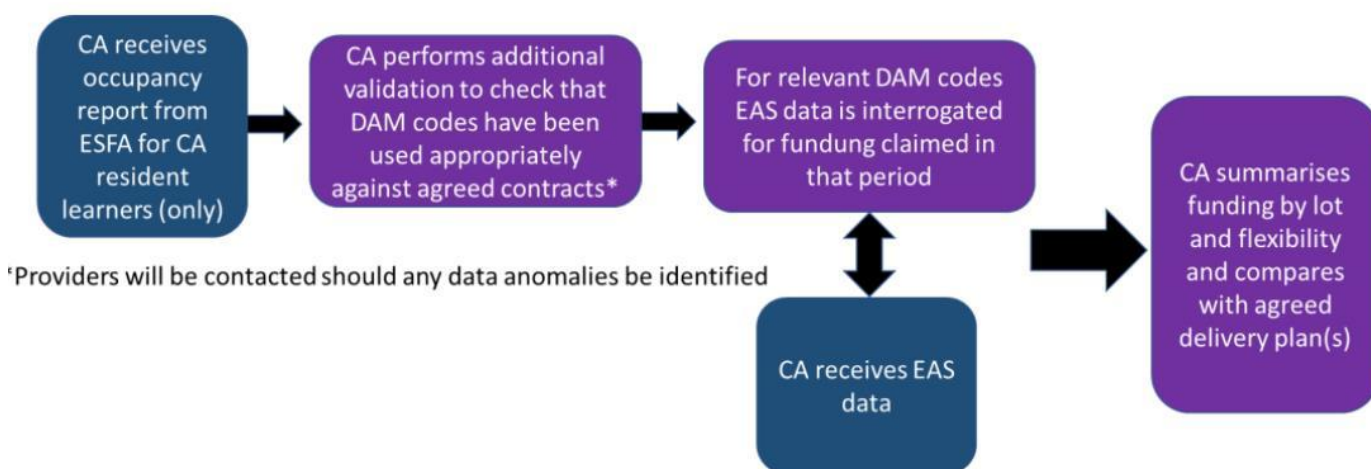 CA receives
occupancy
report from
ESFA for CA
resident
learners (only)
CA performs additional
validation to check that
DAM codes have been
used appropriately
against agreed contracts*
For relevant DAM codes
EAS data is interrogated
for fundung claimed in
that period
CA summarises
funding by lot
and flexibility
and compares
with agreed
delivery plan(s)
*Providers will be contacted should any data anomalies be identified
CA receives EAS
data